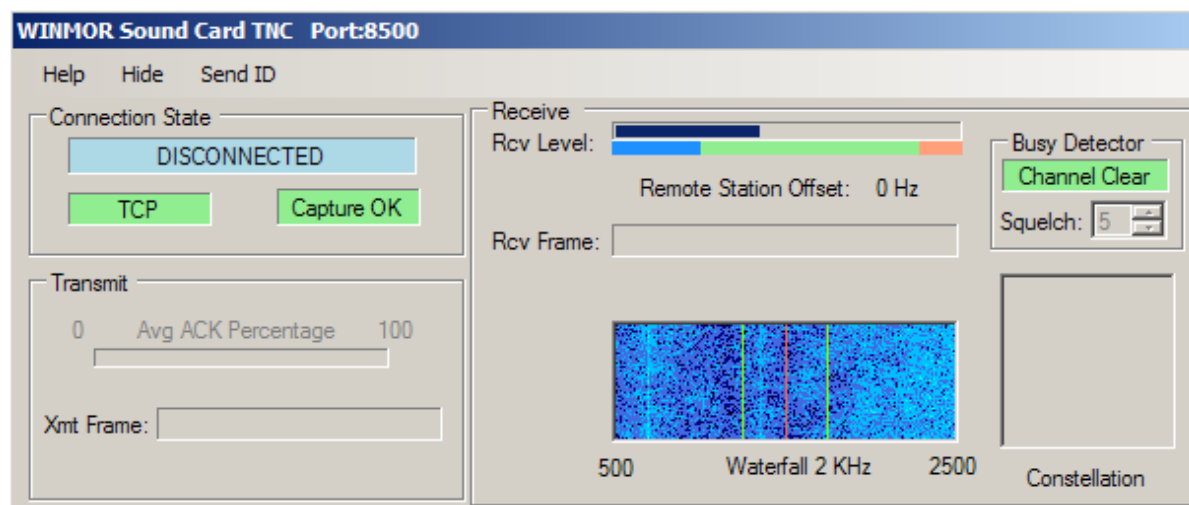 WINMOR Sound Card TNC   Port:8500
Help   Hide   Send ID
Connection State
DISCONNECTED
TCP   Capture OK
Transmit
0   Avg ACK Percentage   100
Xmt Frame:
Receive
Rcv Level:
Remote Station Offset:   0 Hz
Rcv Frame:
500   Waterfall 2 KHz   2500
Busy Detector
Channel Clear
Squelch: 5
Constellation